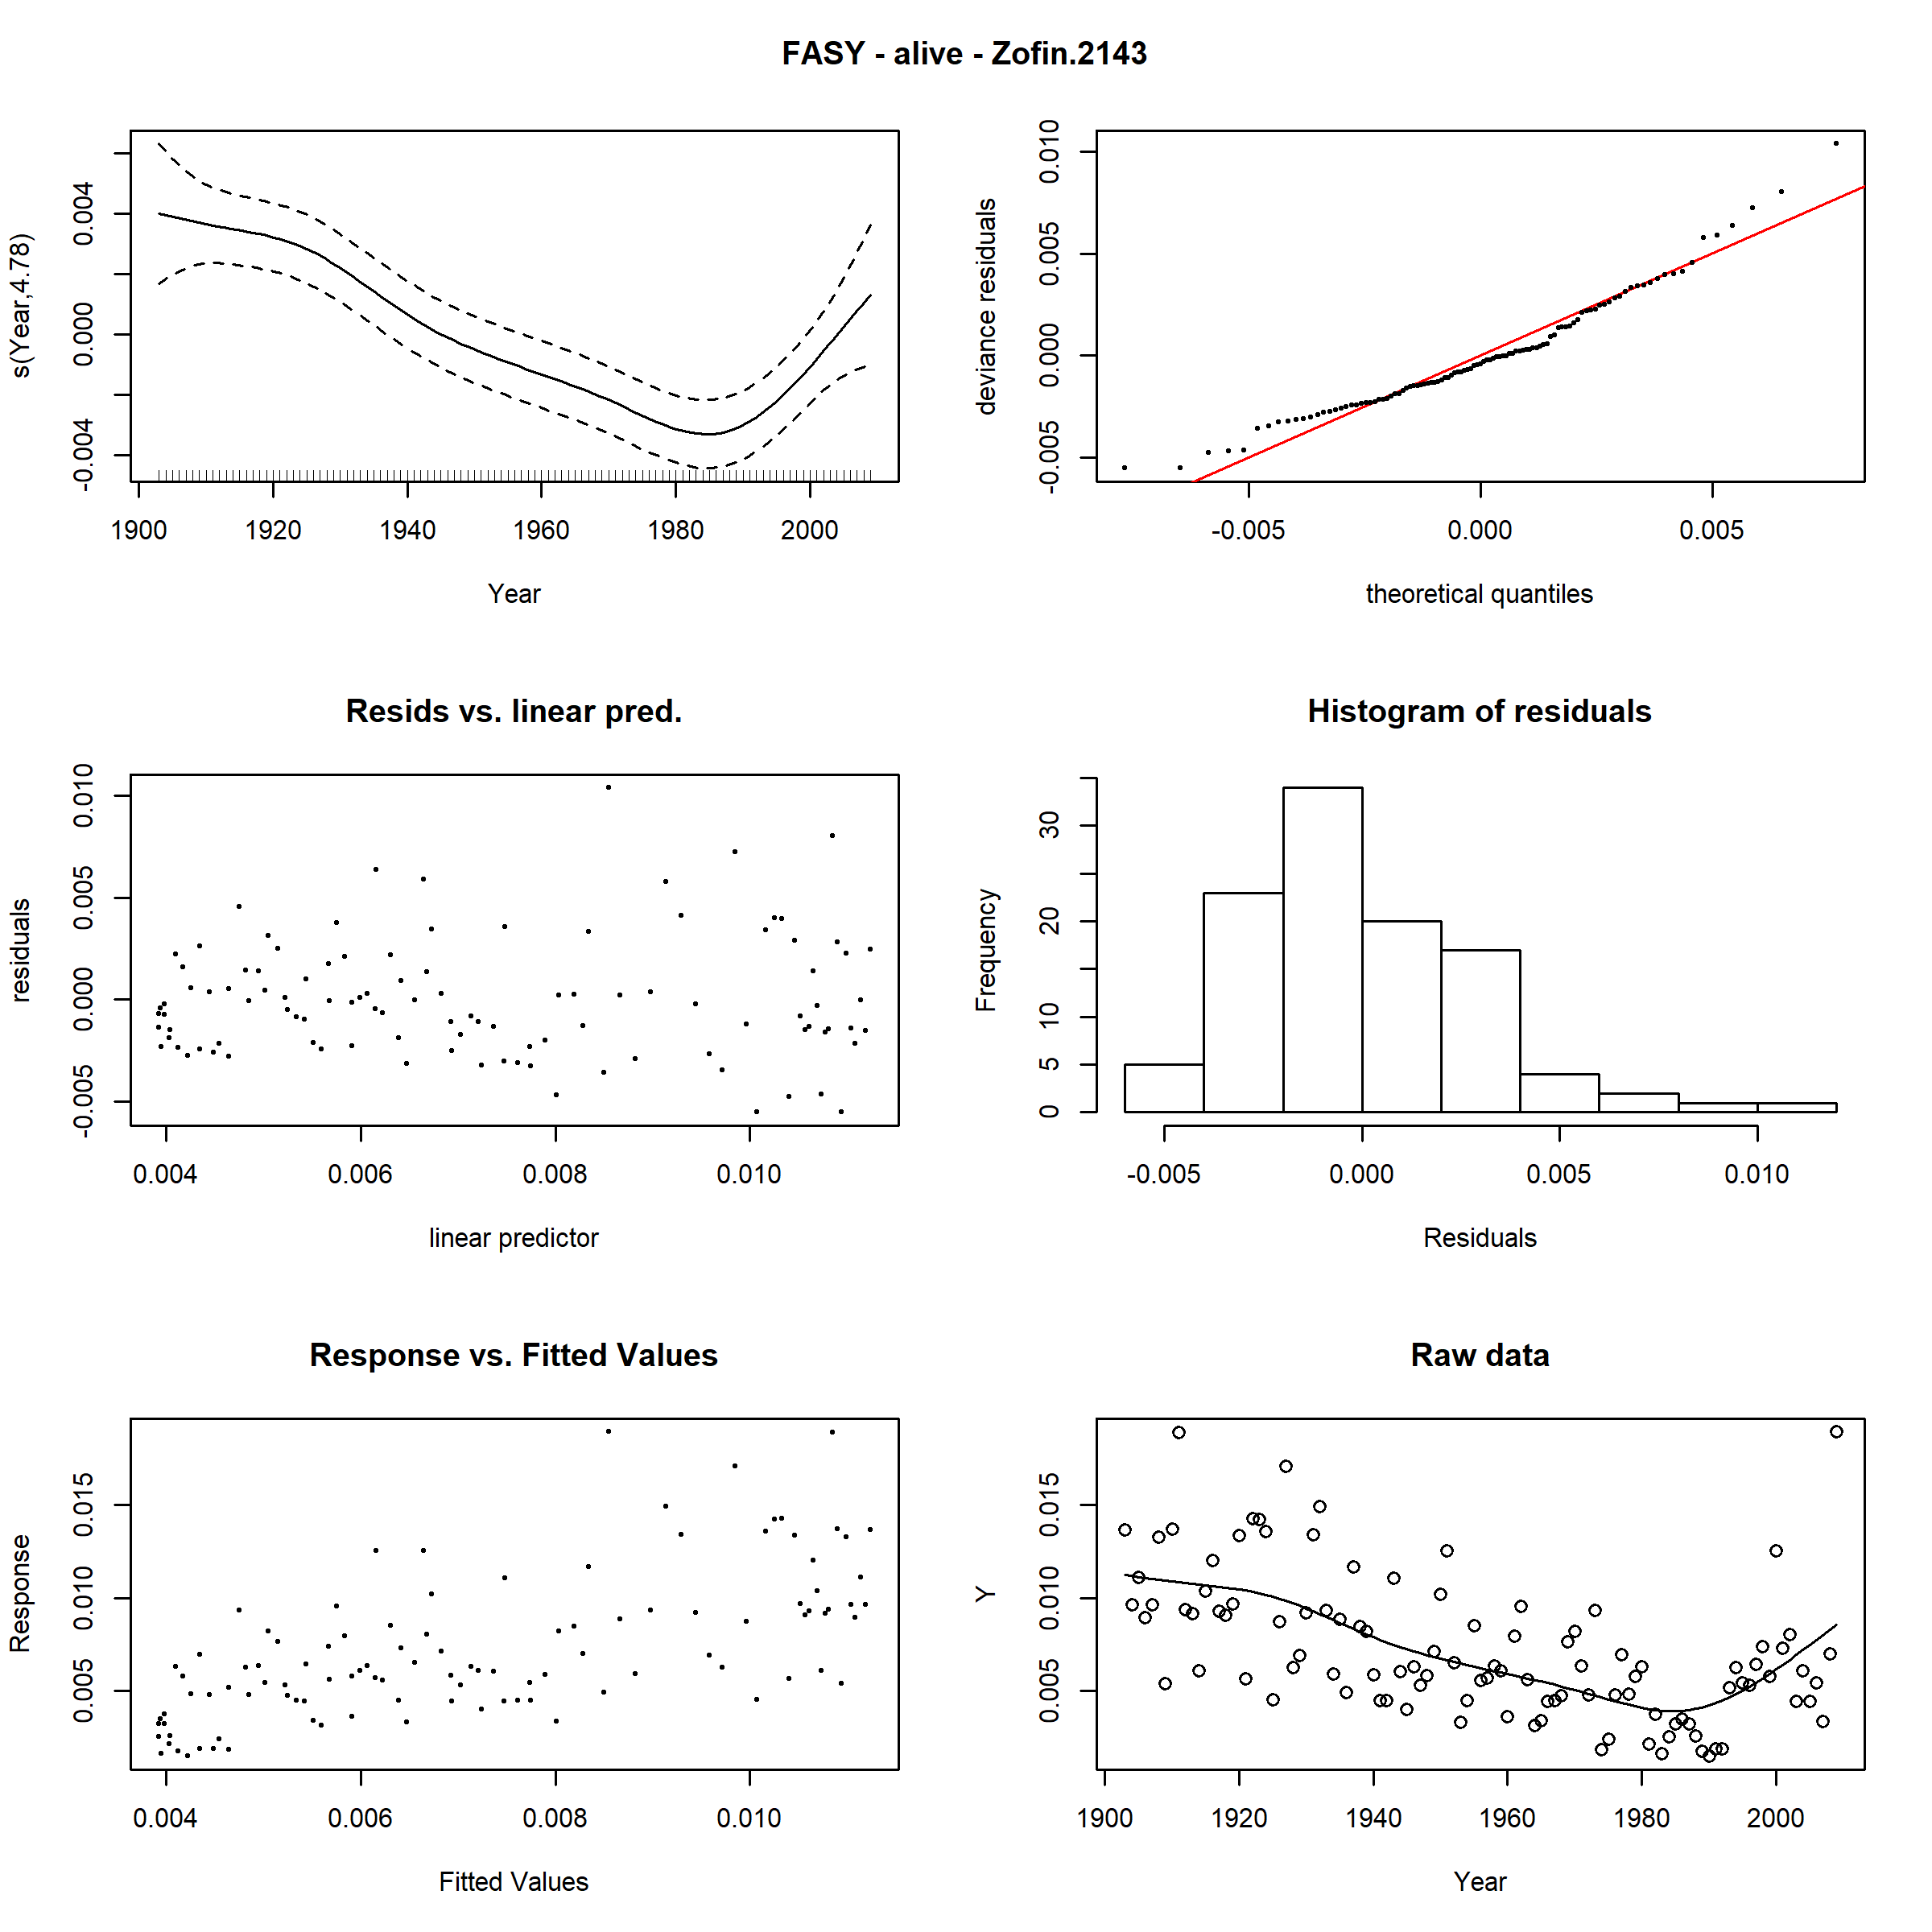 FASY - alive - Zofin.2143
s(Year,4.78)
-0.004 0.000 0.004
1900 1920 1940 1960 1980 2000
Year
deviance residuals
-0.005 0.000 0.005 0.010
-0.005 0.000 0.005
theoretical quantiles
Resids vs. linear pred.
residuals
-0.005 0.000 0.005 0.010
0.004 0.006 0.008 0.010
linear predictor
Histogram of residuals
Frequency
0 5 10 20 30
-0.005 0.000 0.005 0.010
Residuals
Response vs. Fitted Values
Response
0.005 0.010 0.015
0.004 0.006 0.008 0.010
Fitted Values
Raw data
Y
0.005 0.010 0.015
1900 1920 1940 1960 1980 2000
Year